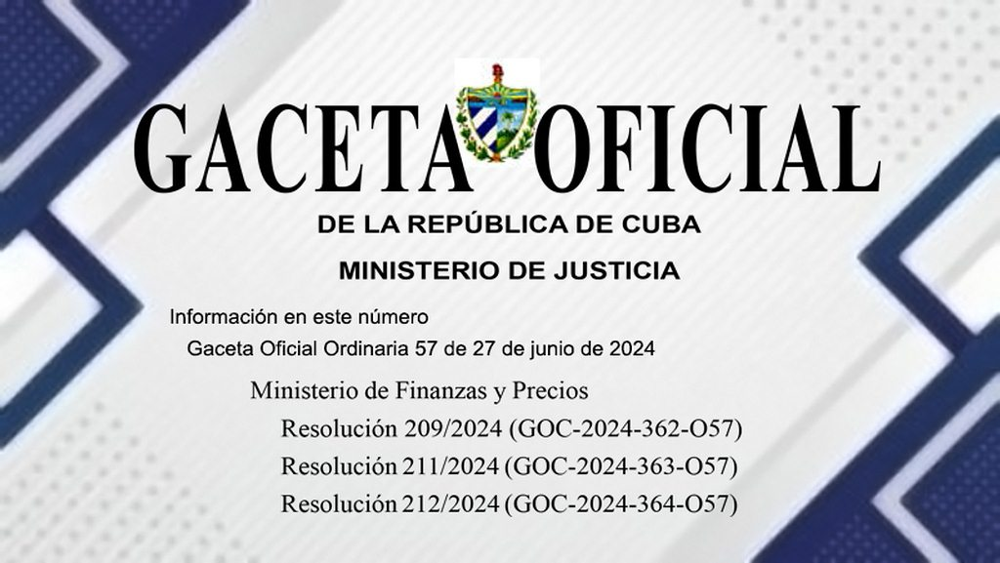 GACETA OFICIAL
DE LA REPÚBLICA DE CUBA
MINISTERIO DE JUSTICIA
Información en este número
Gaceta Oficial Ordinaria 57 de 27 de junio de 2024
Ministerio de Finanzas y Precios
Resolución 209/2024 (GOC-2024-362-O57)
Resolución 211/2024 (GOC-2024-363-O57)
Resolución 212/2024 (GOC-2024-364-O57)